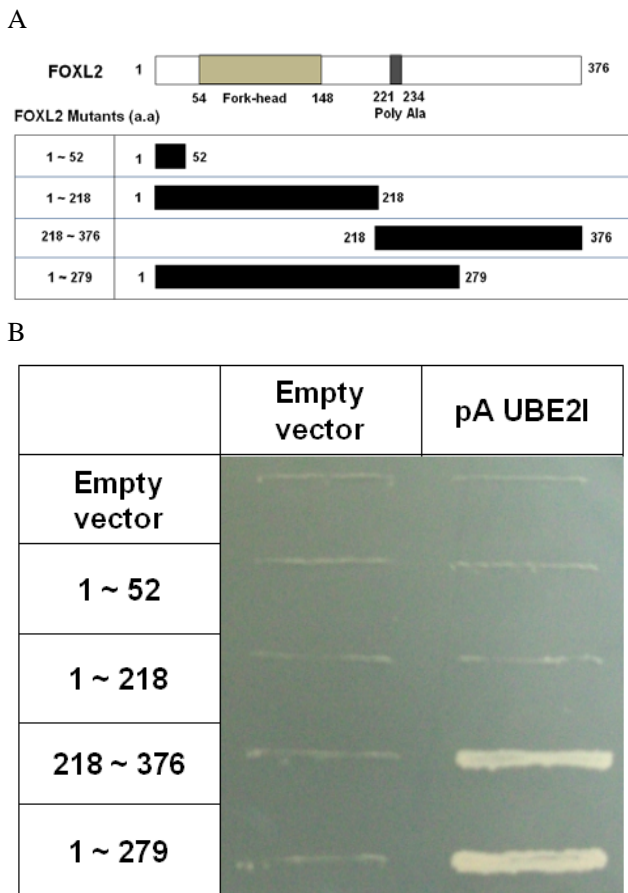 A
FOXL2 1 376
54 Fork-head 148 221 234
Poly Ala
FOXL2 Mutants (a.a)
1 ~ 52 1 52
1 ~ 218 1 218
218 ~ 376 218 376
1 ~ 279 1 279
B
Empty vector pA UBE2I
Empty vector
1 ~ 52
1 ~ 218
218 ~ 376
1 ~ 279